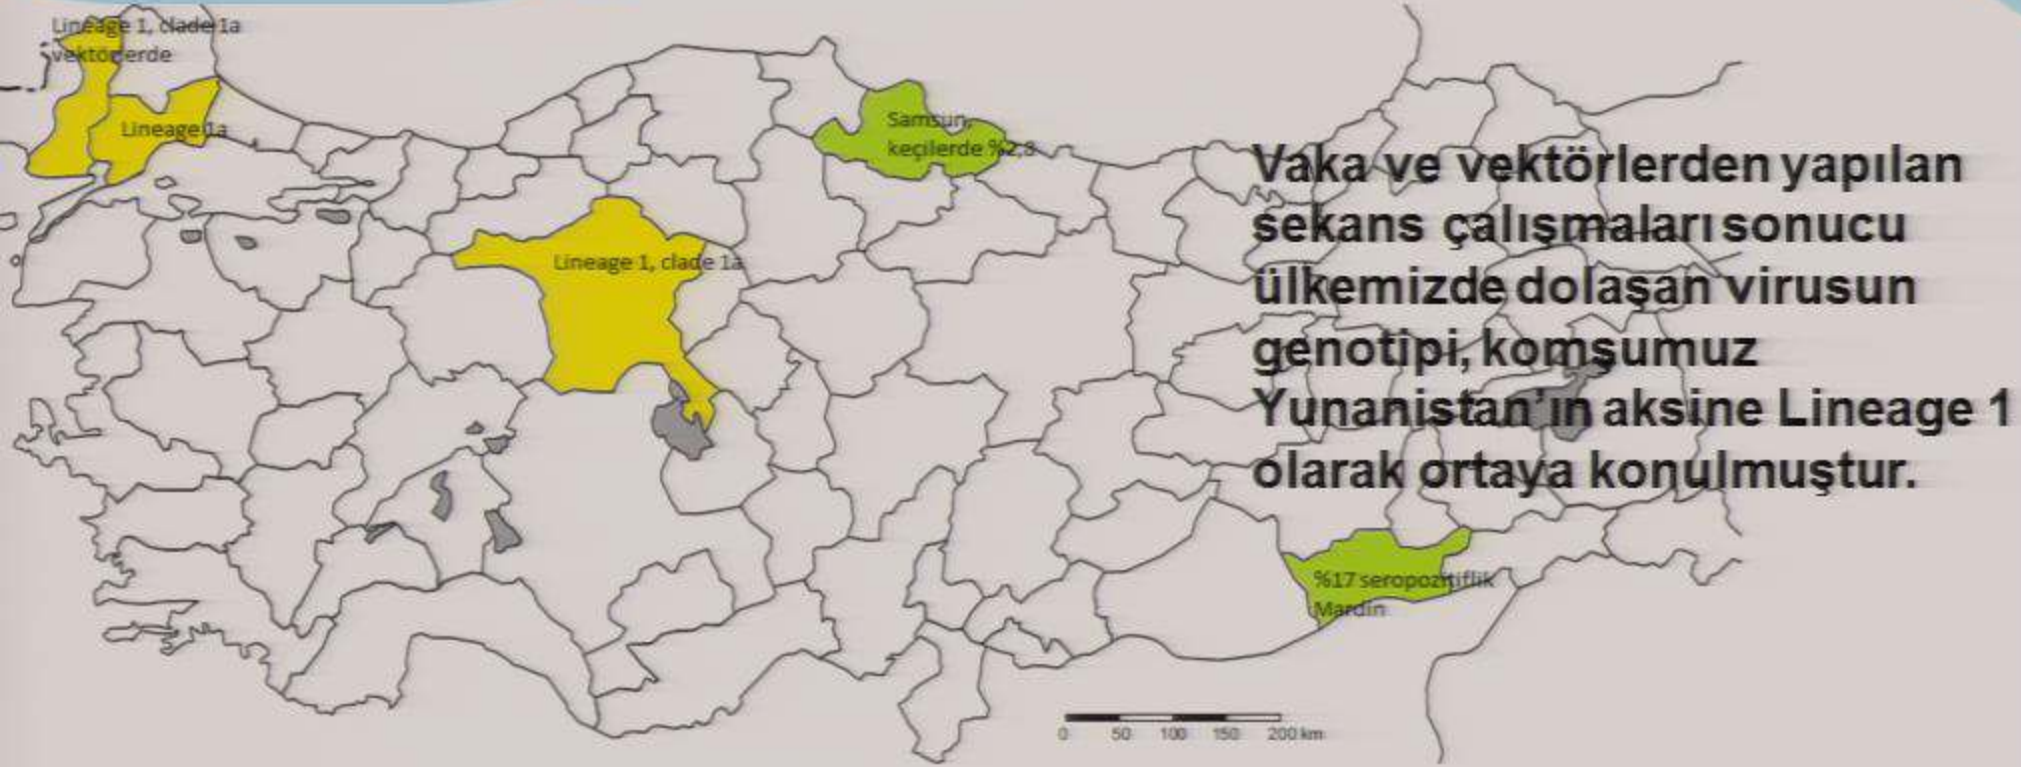 Lineage 1, clade 1a
vektörlerde
Lineage 1a
Lineage 1, clade 1a
Samsun,
keçilerde %2,8
Vaka ve vektörlerden yapılan
sekans çalışmaları sonucu
ülkemizde dolaşan virusun
genotipi, komşumuz
Yunanistan’ın aksine Lineage 1
olarak ortaya konulmuştur.
%17 seropozitiflik
Mardin
0 50 100 150 200 km